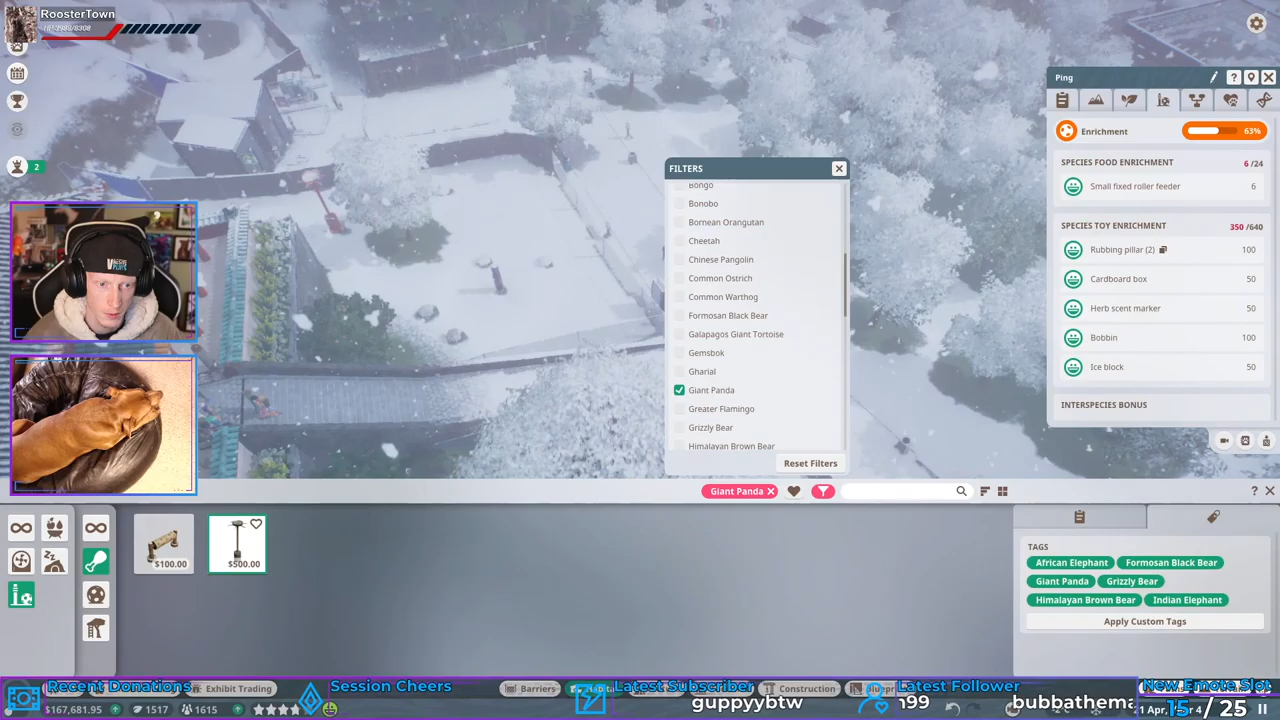 RoosterTown
HP:3988/8308
2
Ping
Enrichment
63%
SPECIES FOOD ENRICHMENT
6 /24
Small fixed roller feeder
6
SPECIES TOY ENRICHMENT
350 /640
Rubbing pillar (2)
100
Cardboard box
50
Herb scent marker
50
Bobbin
100
Ice block
50
INTERSPECIES BONUS
FILTERS
Bongo
Bonobo
Bornean Orangutan
Cheetah
Chinese Pangolin
Common Ostrich
Common Warthog
Formosan Black Bear
Galapagos Giant Tortoise
Gemsbok
Gharial
Giant Panda
Greater Flamingo
Grizzly Bear
Himalayan Brown Bear
Reset Filters
Giant Panda
$100.00
$500.00
TAGS
African Elephant
Formosan Black Bear
Giant Panda
Grizzly Bear
Himalayan Brown Bear
Indian Elephant
Apply Custom Tags
Recent Donations
Exhibit Trading
Session Cheers
Barriers
Latest Subscriber
guppyybtw
Construction
Latest Follower
199
bubbathema
New Emote Slot
15 / 25
$167,681.95
1517
1615